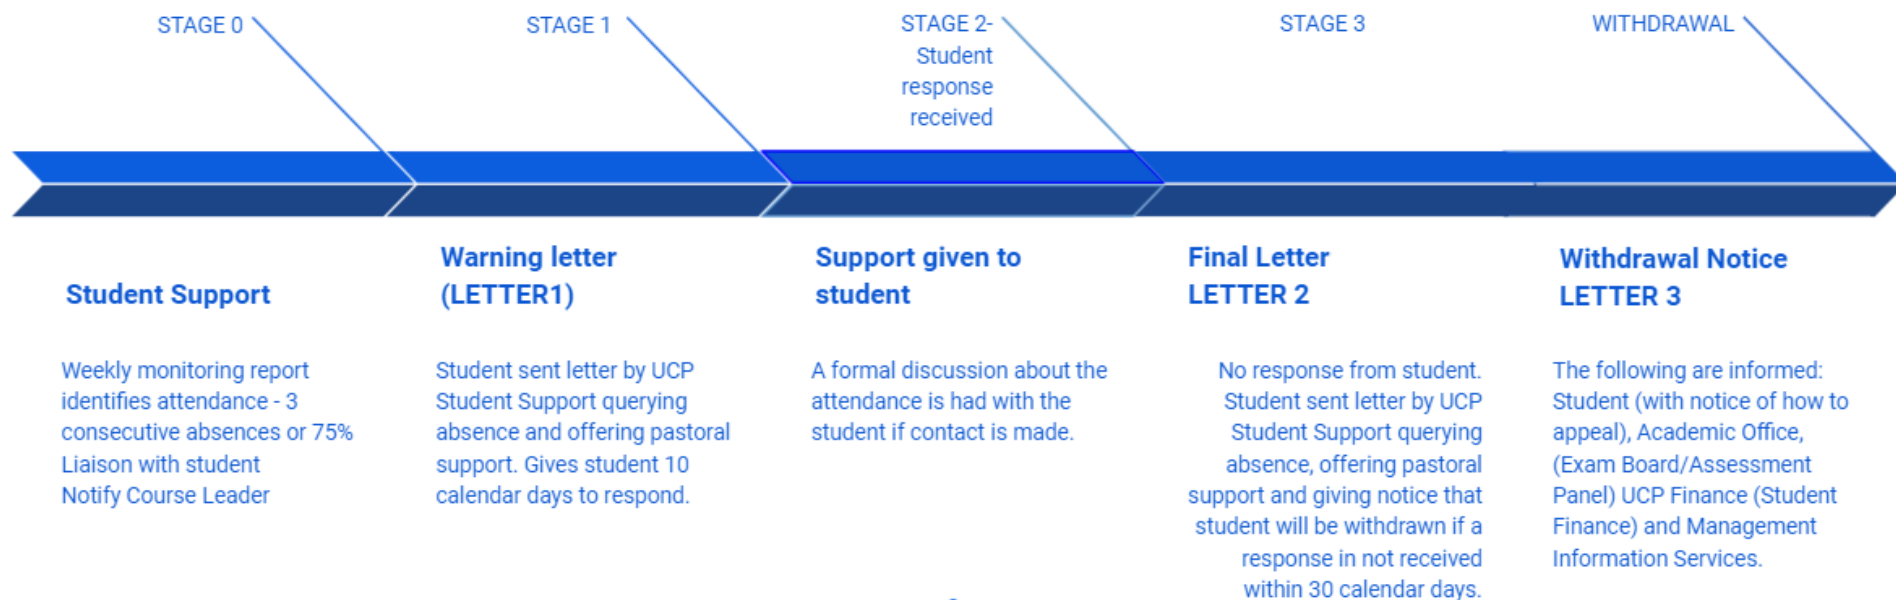 STAGE 0
STAGE 1
STAGE 2-
Student
response
received
STAGE 3
WITHDRAWAL
Student Support
Weekly monitoring report
identifies attendance - 3
consecutive absences or 75%
Liaison with student
Notify Course Leader
Warning letter
(LETTER1)
Student sent letter by UCP
Student Support querying
absence and offering pastoral
support. Gives student 10
calendar days to respond.
Support given to
student
A formal discussion about the
attendance is had with the
student if contact is made.
Final Letter
LETTER 2
No response from student.
Student sent letter by UCP
Student Support querying
absence, offering pastoral
support and giving notice that
student will be withdrawn if a
response in not received
within 30 calendar days.
Withdrawal Notice
LETTER 3
The following are informed:
Student (with notice of how to
appeal), Academic Office,
(Exam Board/Assessment
Panel) UCP Finance (Student
Finance) and Management
Information Services.